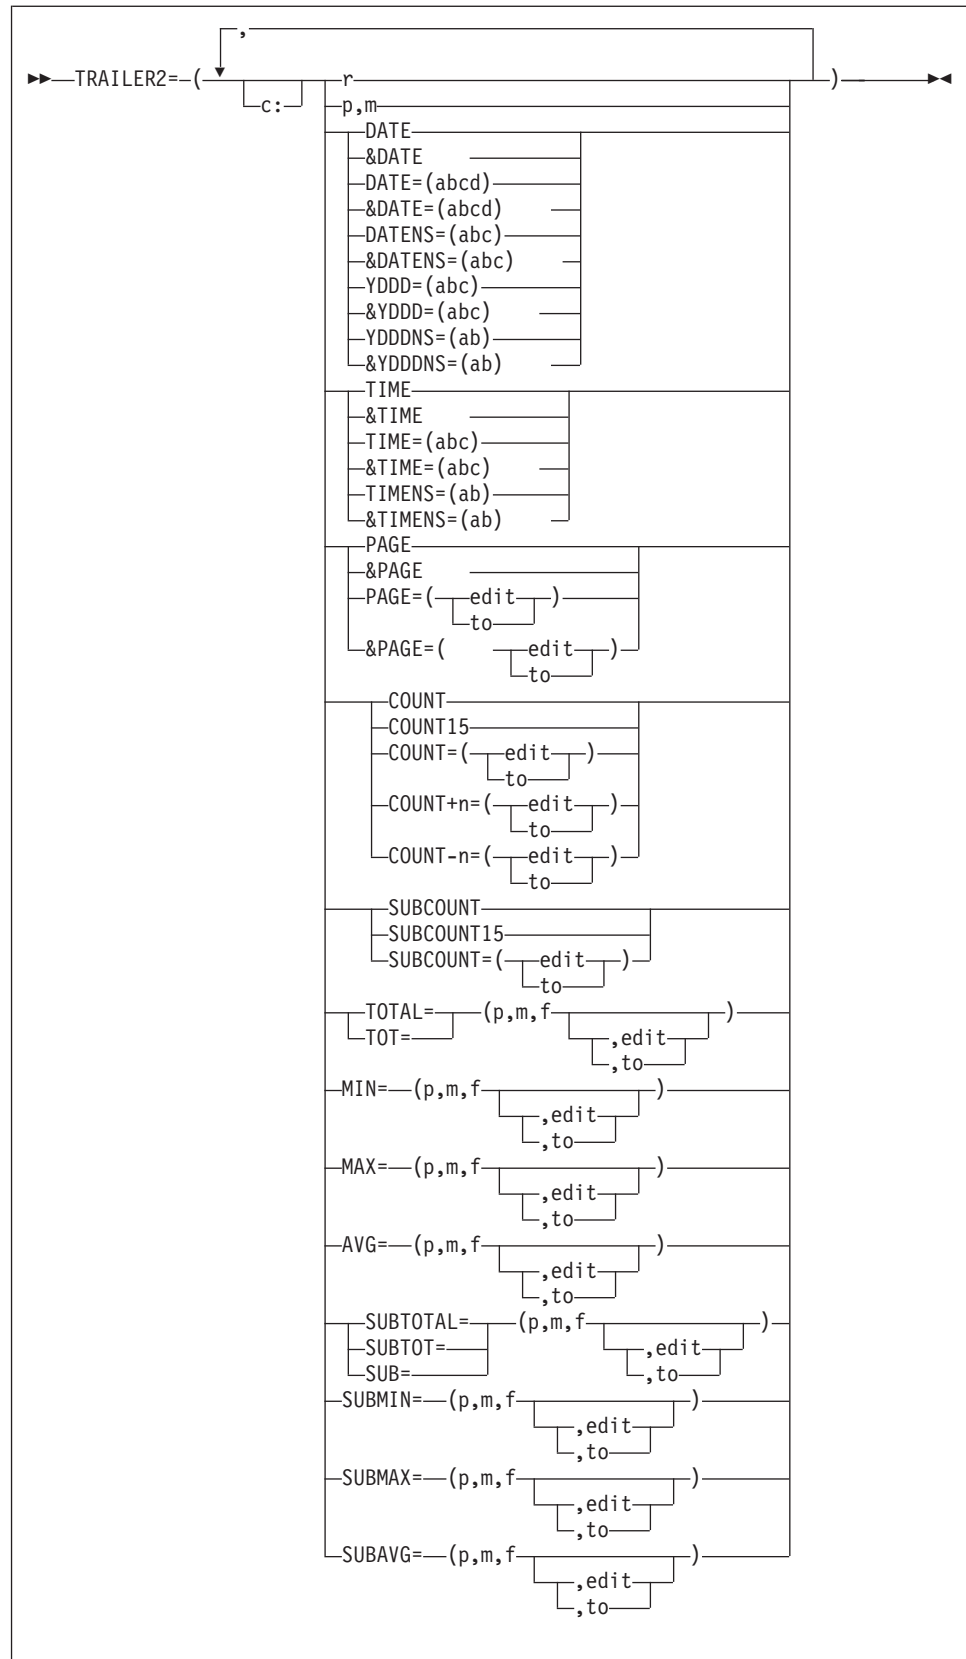 ,
TRAILER2= ( c: r )
p,m
DATE
&DATE
DATE=(abcd)
&DATE=(abcd)
DATENS=(abc)
&DATENS=(abc)
YDDD=(abc)
&YDDD=(abc)
YDDDNS=(ab)
&YDDDNS=(ab)
TIME
&TIME
TIME=(abc)
&TIME=(abc)
TIMENS=(ab)
&TIMENS=(ab)
PAGE
&PAGE
PAGE=( edit )
to
&PAGE=( edit )
to
COUNT
COUNT15
COUNT=( edit )
to
COUNT+n=( edit )
to
COUNT-n=( edit )
to
SUBCOUNT
SUBCOUNT15
SUBCOUNT=( edit )
to
TOTAL= (p,m,f )
TOT= ,edit
,to
MIN= (p,m,f )
,edit
,to
MAX= (p,m,f )
,edit
,to
AVG= (p,m,f )
,edit
,to
SUBTOTAL= (p,m,f )
SUBTOT= ,edit
SUB= ,to
SUBMIN= (p,m,f )
,edit
,to
SUBMAX= (p,m,f )
,edit
,to
SUBAVG= (p,m,f )
,edit
,to